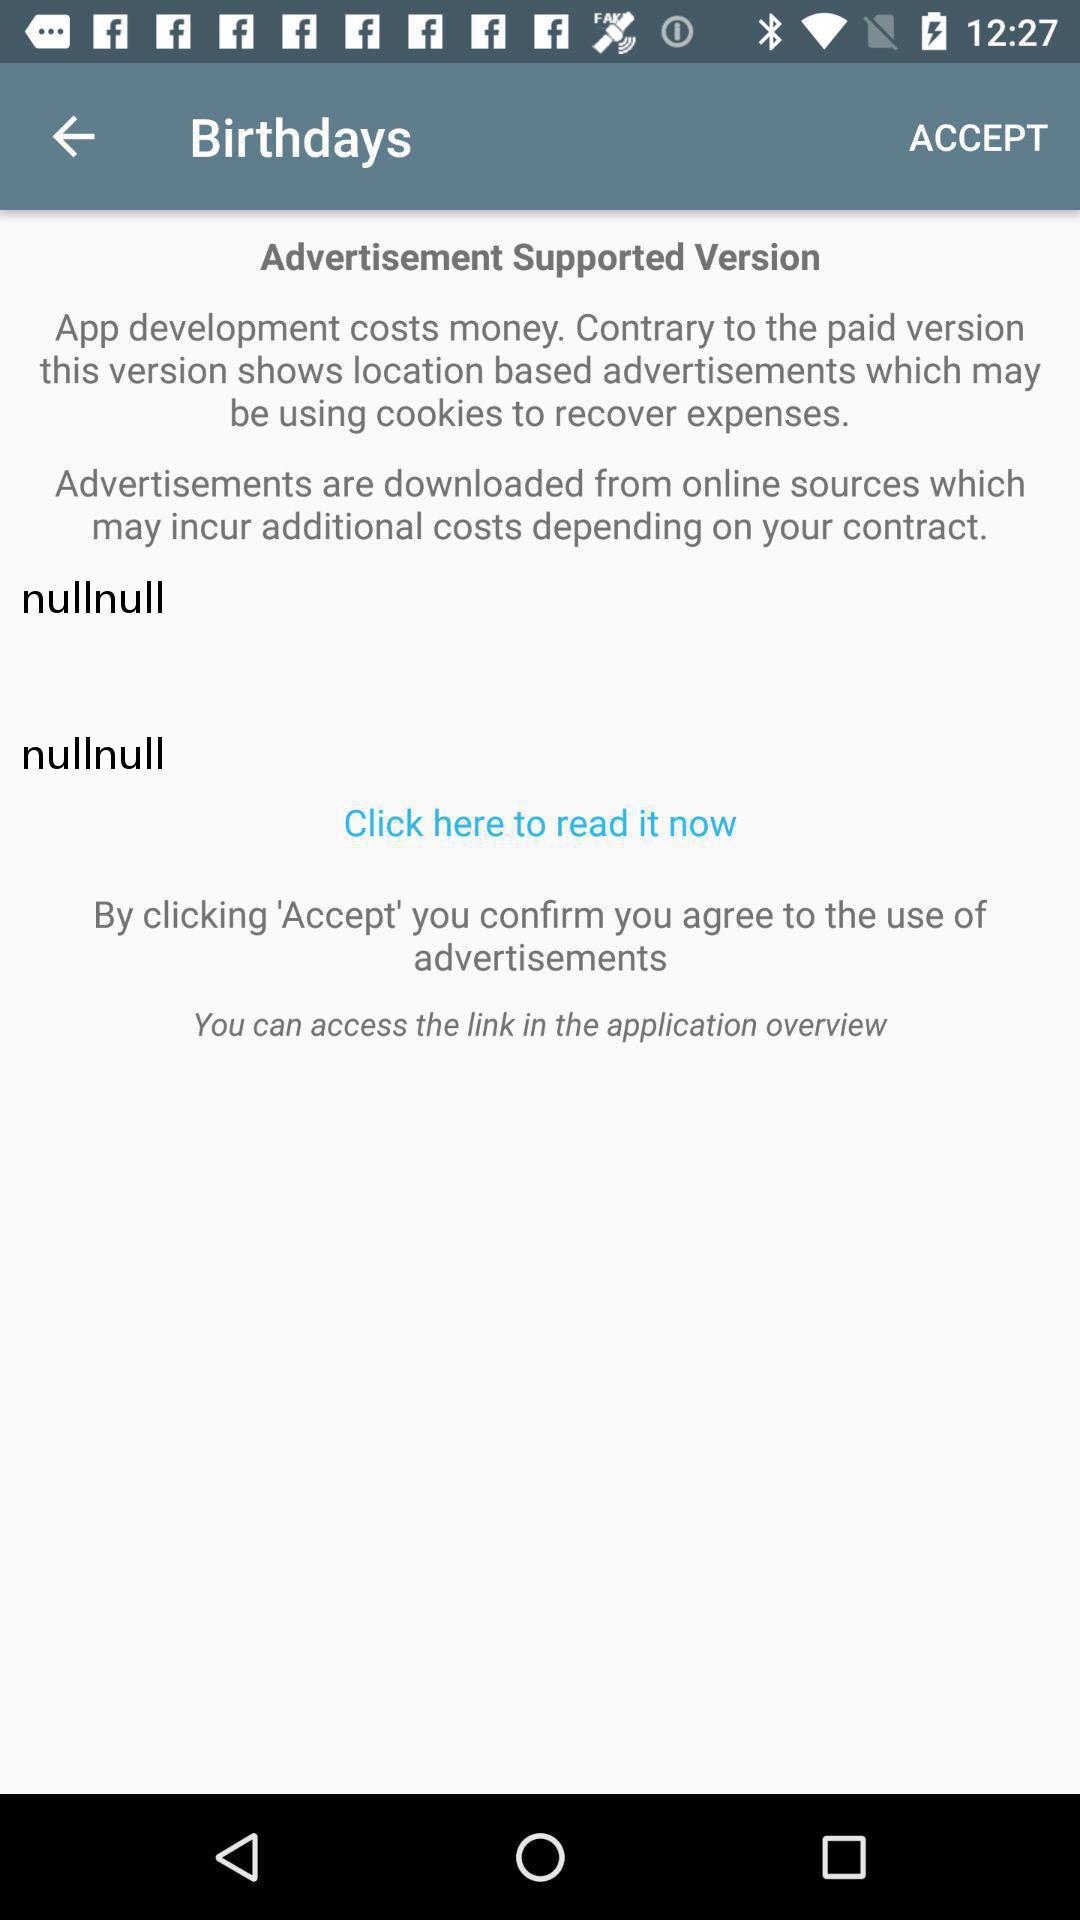 12:27
Birthdays
ACCEPT
Advertisement Supported Version
App development costs money. Contrary to the paid version
this version shows location based advertisements which may
be using cookies to recover expenses.
Advertisements are downloaded from online sources which
may incur additional costs depending on your contract.
nullnull
nullnull
Click here to read it now
By clicking 'Accept' you confirm you agree to the use of
advertisements
You can access the link in the application overview